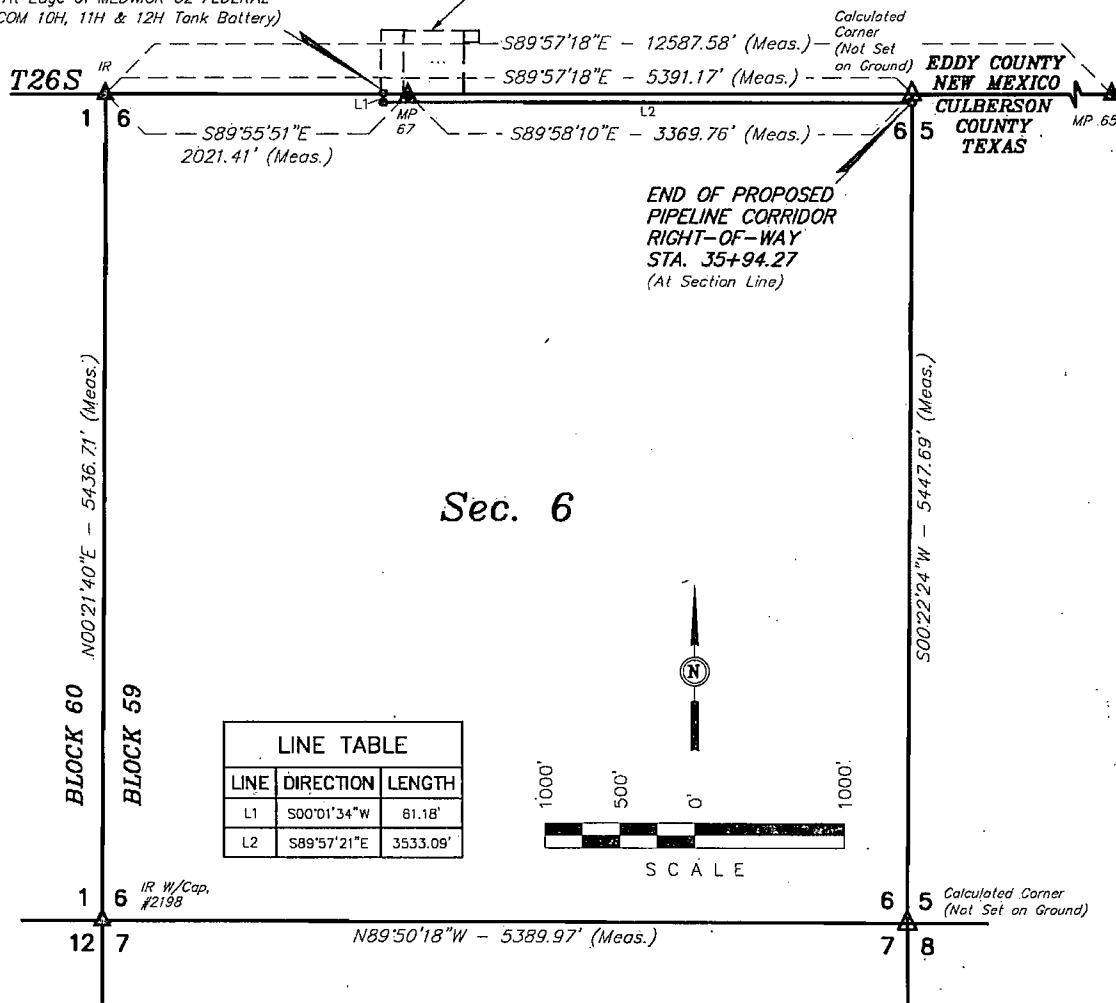 Edge of MEDWICK 32 FEDERAL
COM 10H, 11H & 12H Tank Battery)
Calculated
Corner
(Not Set
on Ground)
S89°57'18"E - 12587.58' (Meas.)
S89°57'18"E - 5391.17' (Meas.)
T26S
IR
EDDY COUNTY
NEW MEXICO
CULBERSON
COUNTY
TEXAS
MP 65
1 6
L1
MP
67
L2
6 5
S89°55'51"E
2021.41' (Meas.)
S89°58'10"E - 3369.76' (Meas.)
END OF PROPOSED
PIPELINE CORRIDOR
RIGHT-OF-WAY
STA. 35+94.27
(At Section Line)
N00°21'40"E - 5436.71' (Meas.)
S00°22'24"W - 5447.69' (Meas.)
Sec. 6
N
BLOCK 60
BLOCK 59
LINE TABLE
LINE DIRECTION LENGTH
L1 S00°01'34"W 61.18'
L2 S89°57'21"E 3533.09'
1000' 500' 0' 1000'
SCALE
1 6
IR W/Cap,
#2198
12 7
N89°50'18"W - 5389.97' (Meas.)
6 5
7 8
Calculated Corner
(Not Set on Ground)